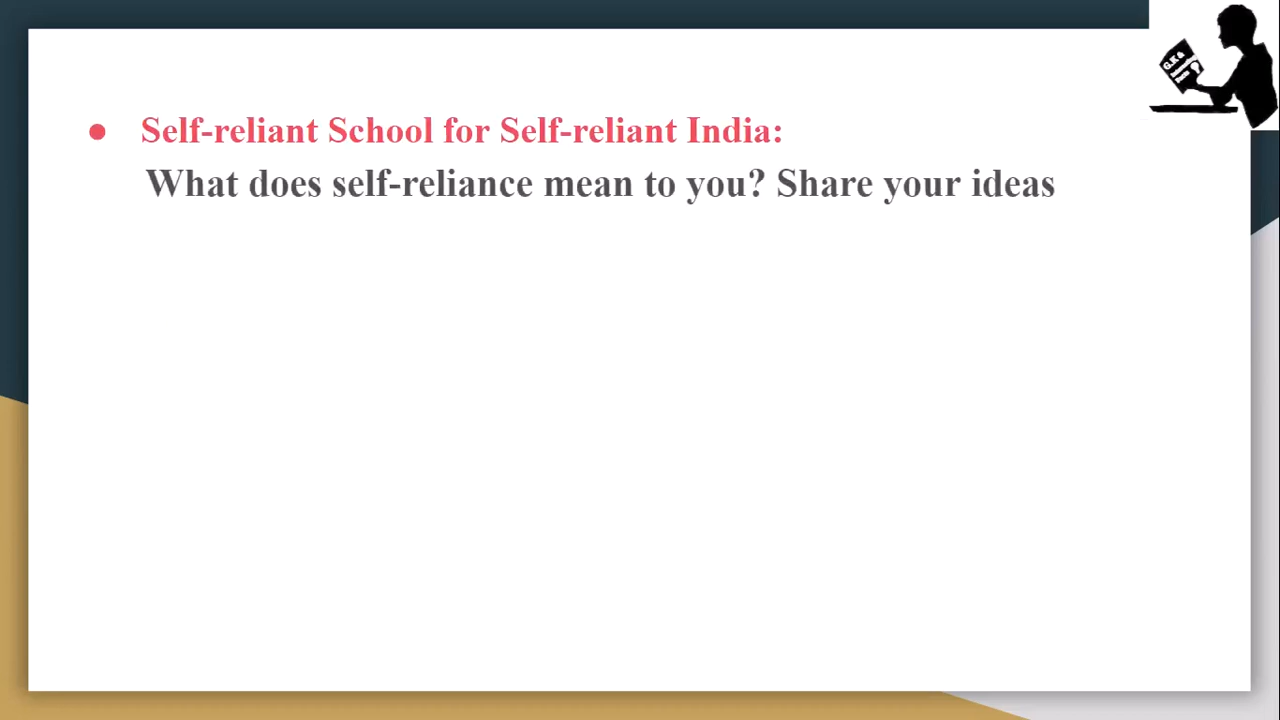 ● Self-reliant School for Self-reliant India:
What does self-reliance mean to you? Share your ideas
G.K &